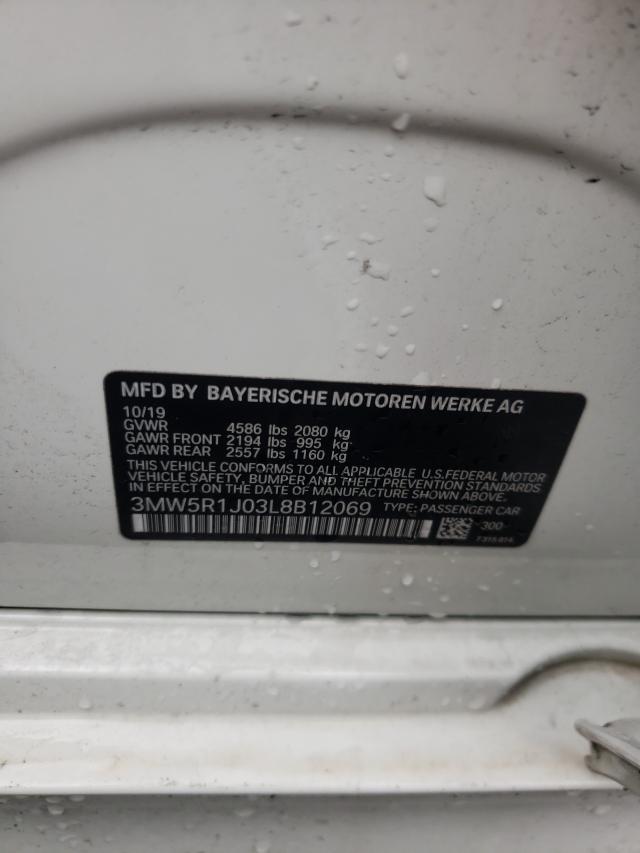 MFD BY BAYERISCHE MOTOREN WERKE AG
10/19
GVWR 4586 lbs 2080 kg
GAWR FRONT 2194 lbs 995 kg
GAWR REAR 2557 lbs 1160 kg
THIS VEHICLE CONFORMS TO ALL APPLICABLE U.S.FEDERAL MOTOR
VEHICLE SAFETY, BUMPER AND THEFT PREVENTION STANDARDS
IN EFFECT ON THE DATE OF MANUFACTURE SHOWN ABOVE.
3MW5R1J03L8B12069 TYPE: PASSENGER CAR
300
7315814